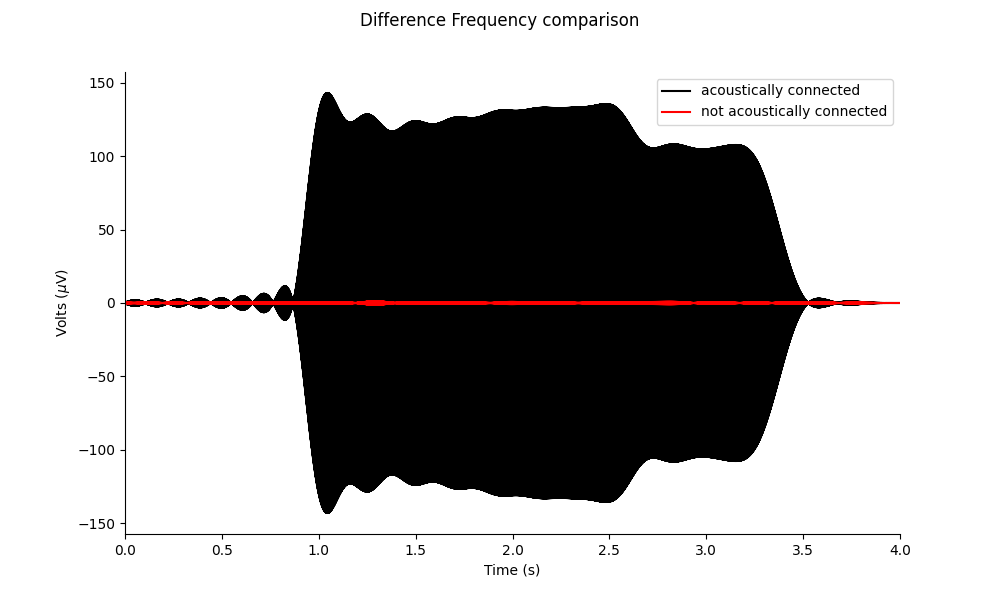 Difference Frequency comparison
acoustically connected
not acoustically connected
150
100
50
0
−50
−100
−150
Volts (μV)
0.0 0.5 1.0 1.5 2.0 2.5 3.0 3.5 4.0
Time (s)